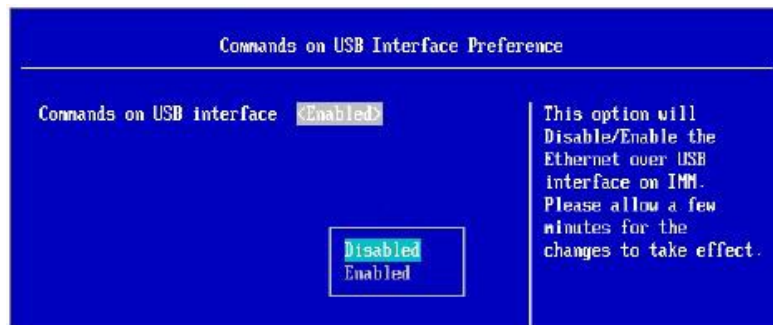 Commands on USB Interface Preference
Commands on USB interface <Enabled>
This option will
Disable/Enable the
Ethernet over USB
interface on IMM.
Please allow a few
minutes for the
changes to take effect.
Disabled
Enabled